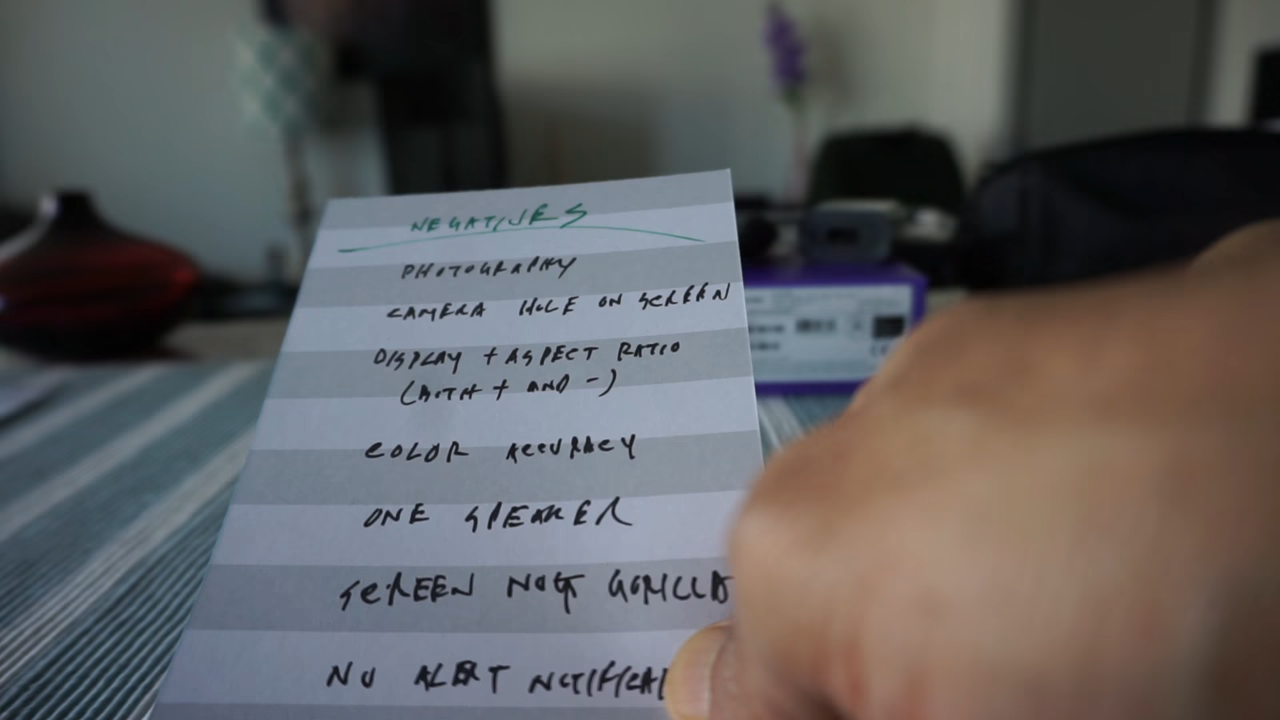 NEGATIVES
PHOTOGRAPHY
CAMERA HOLE ON SCREEN
DISPLAY + ASPECT RATIO
(BOTH + AND -)
COLOR ACCURACY
ONE SPEAKER
SCREEN NOT GORILLA
NO ALERT